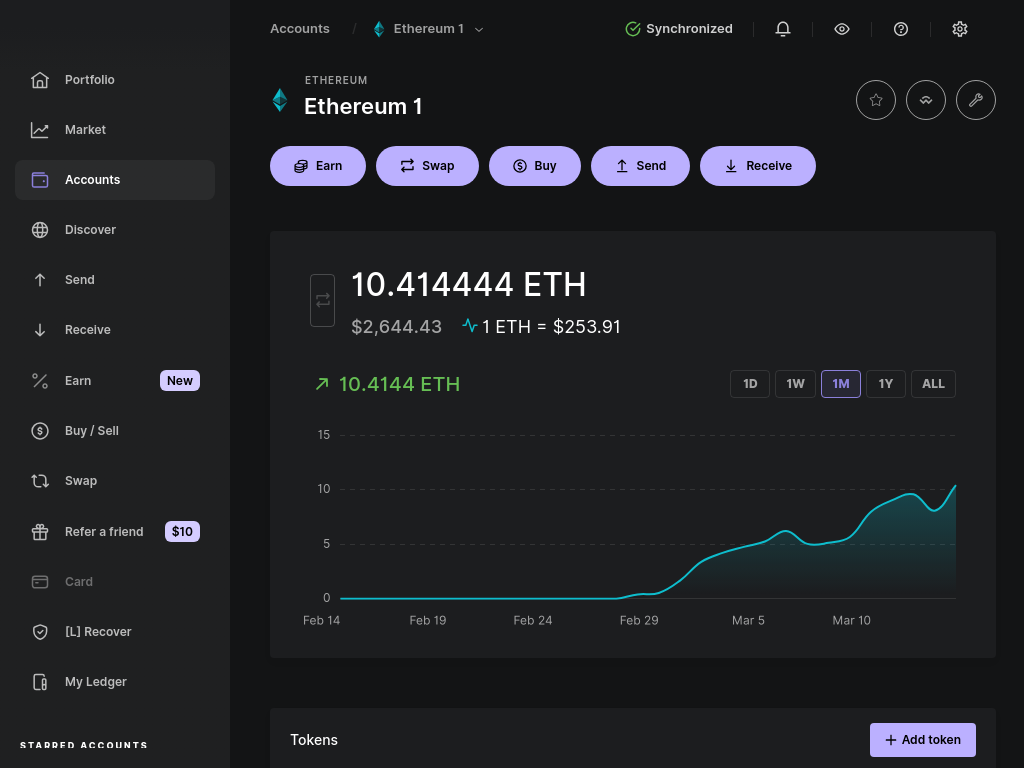 Accounts / Ethereum 1
Synchronized
Portfolio
Market
Accounts
Discover
Send
Receive
Earn New
Buy / Sell
Swap
Refer a friend $10
Card
[L] Recover
My Ledger
STARRED ACCOUNTS
ETHEREUM
Ethereum 1
Earn Swap Buy Send Receive
10.414444 ETH
$2,644.43 1 ETH = $253.91
10.4144 ETH
1D 1W 1M 1Y ALL
15
10
5
0
Feb 14 Feb 19 Feb 24 Feb 29 Mar 5 Mar 10
Tokens
+ Add token